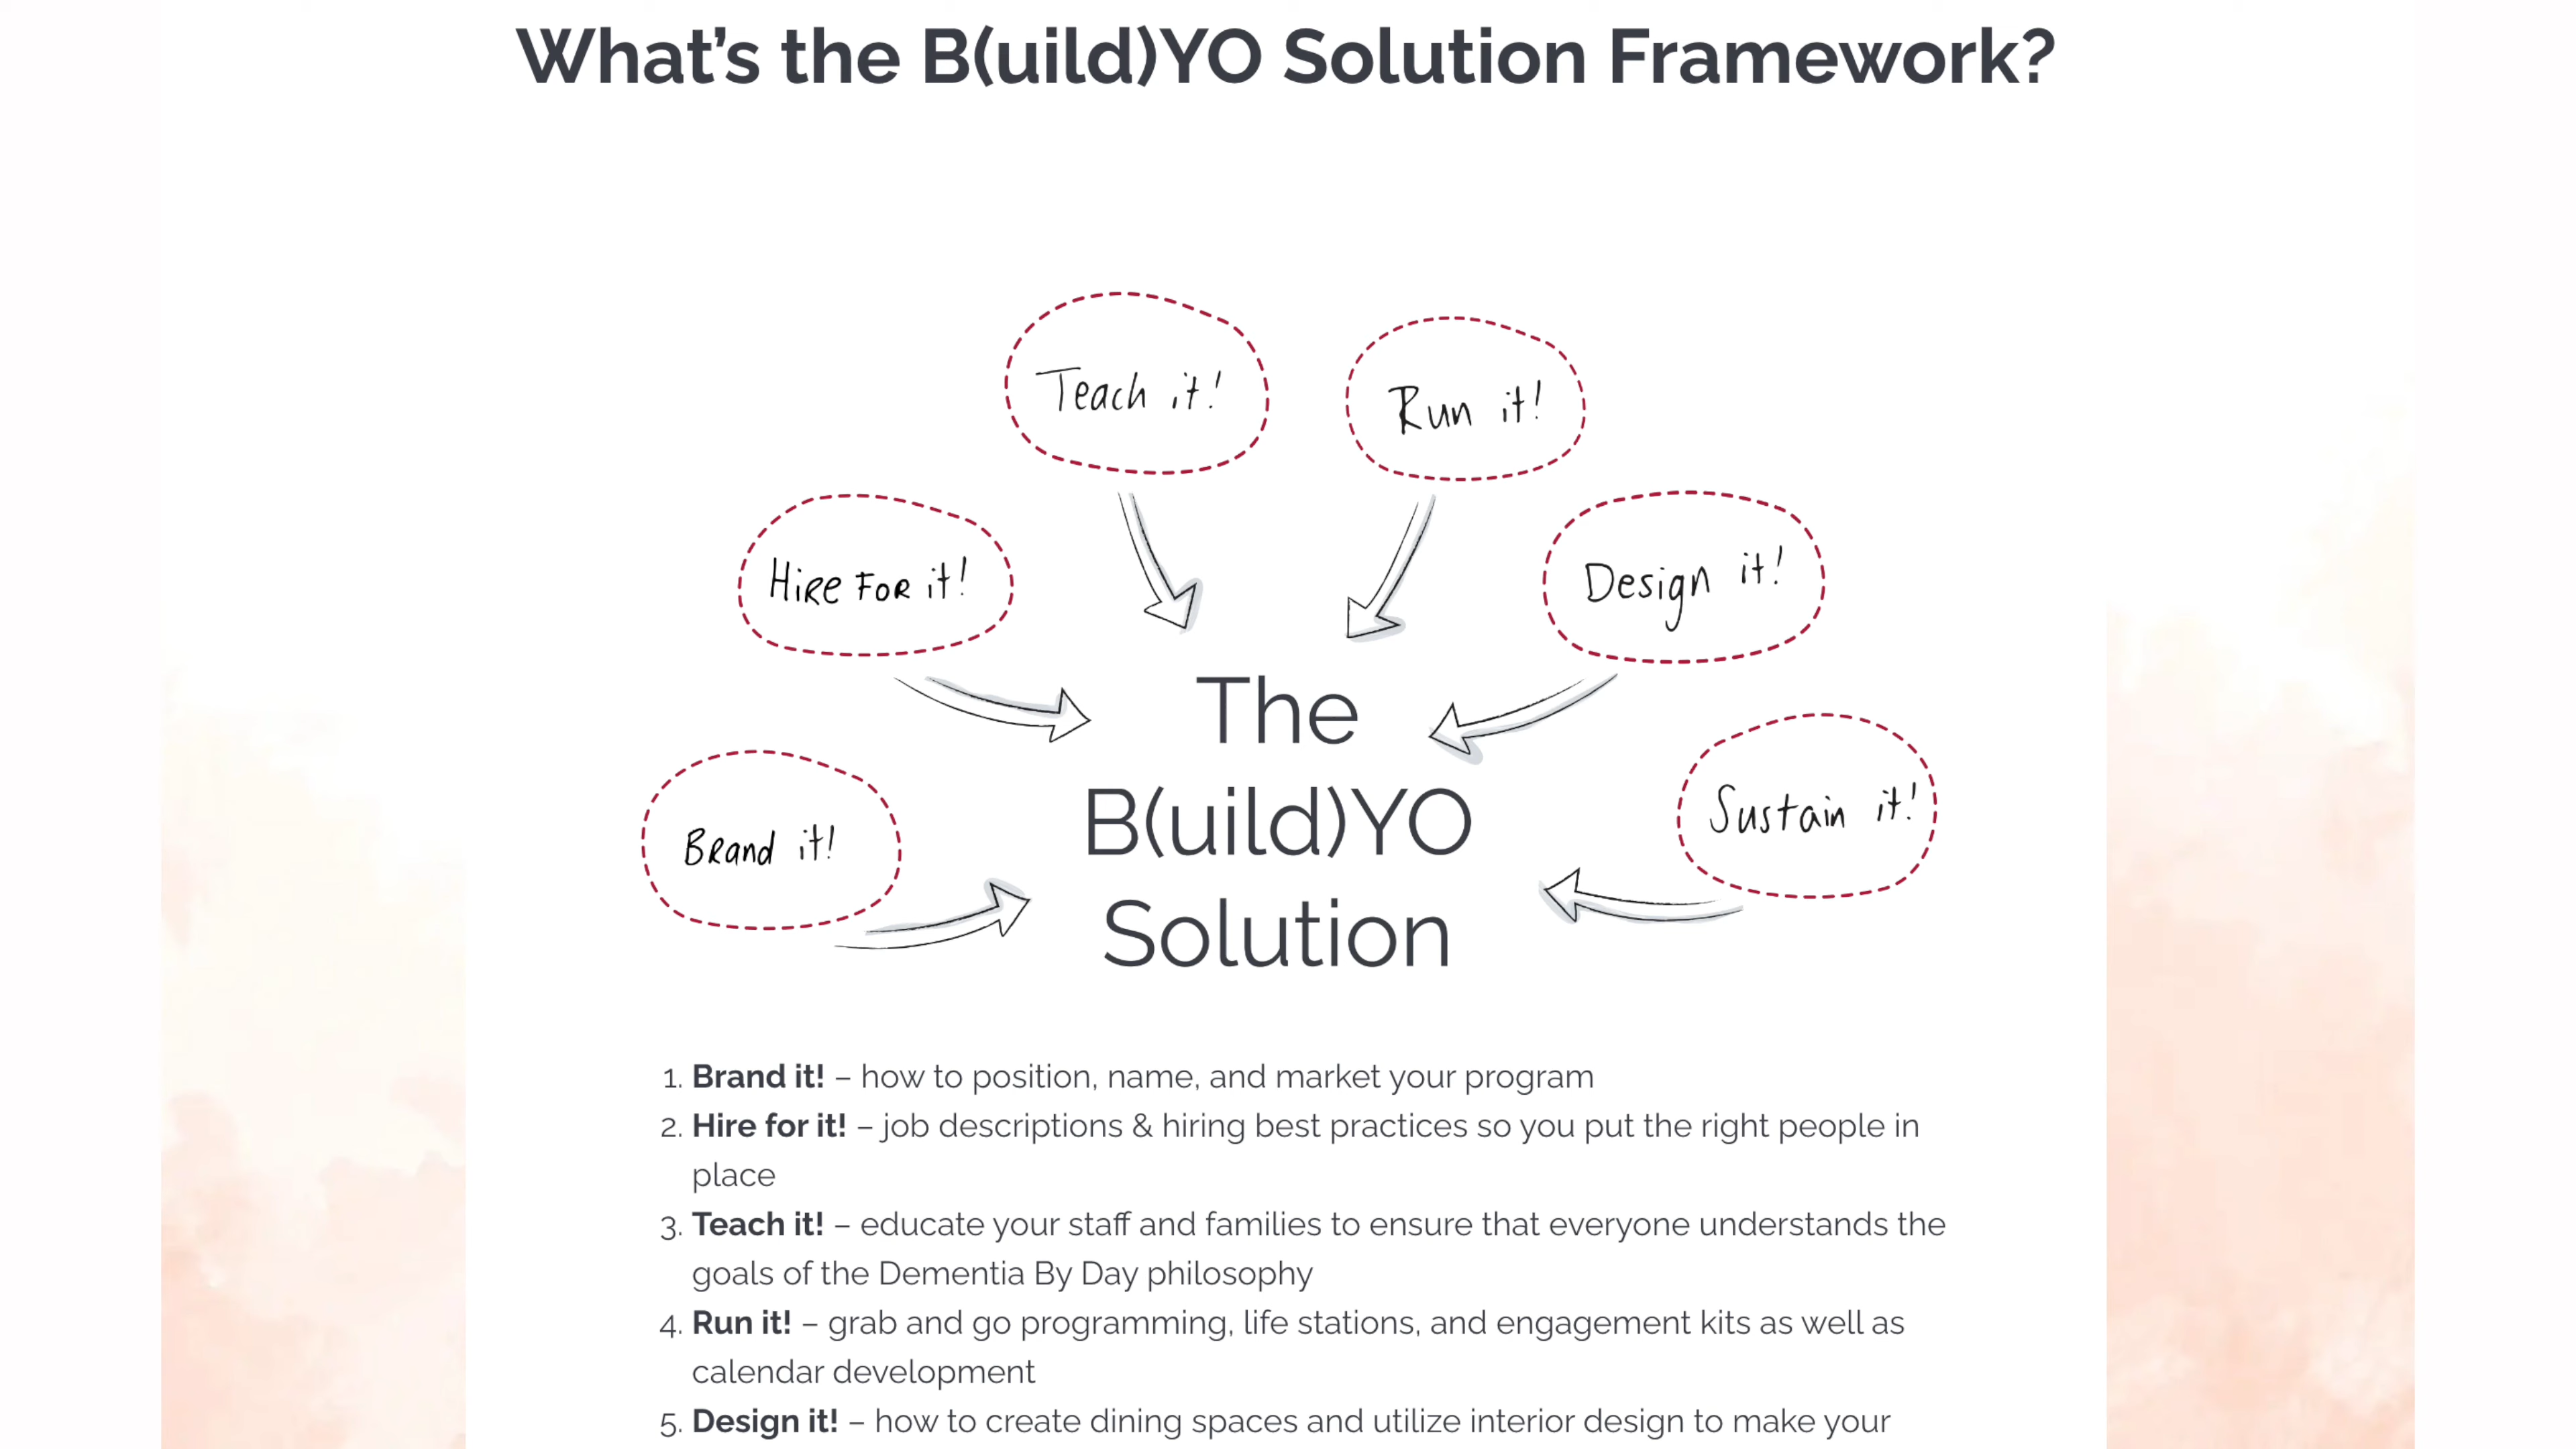 What's the B(uild)YO Solution Framework?
Teach it!
Run it!
Hire For it!
Design it!
The
B(uild)YO
Solution
Brand it!
Sustain it!
1. Brand it! – how to position, name, and market your program
2. Hire for it! – job descriptions & hiring best practices so you put the right people in
place
3. Teach it! – educate your staff and families to ensure that everyone understands the
goals of the Dementia By Day philosophy
4. Run it! – grab and go programming, life stations, and engagement kits as well as
calendar development
5. Design it! – how to create dining spaces and utilize interior design to make your